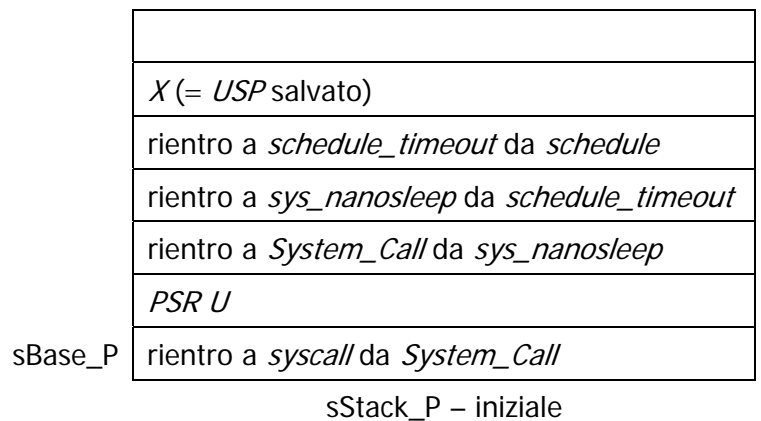 X (= USP salvato)
rientro a schedule_timeout da schedule
rientro a sys_nanosleep da schedule_timeout
rientro a System_Call da sys_nanosleep
PSR U
sBase_P rientro a syscall da System_Call
sStack_P – iniziale